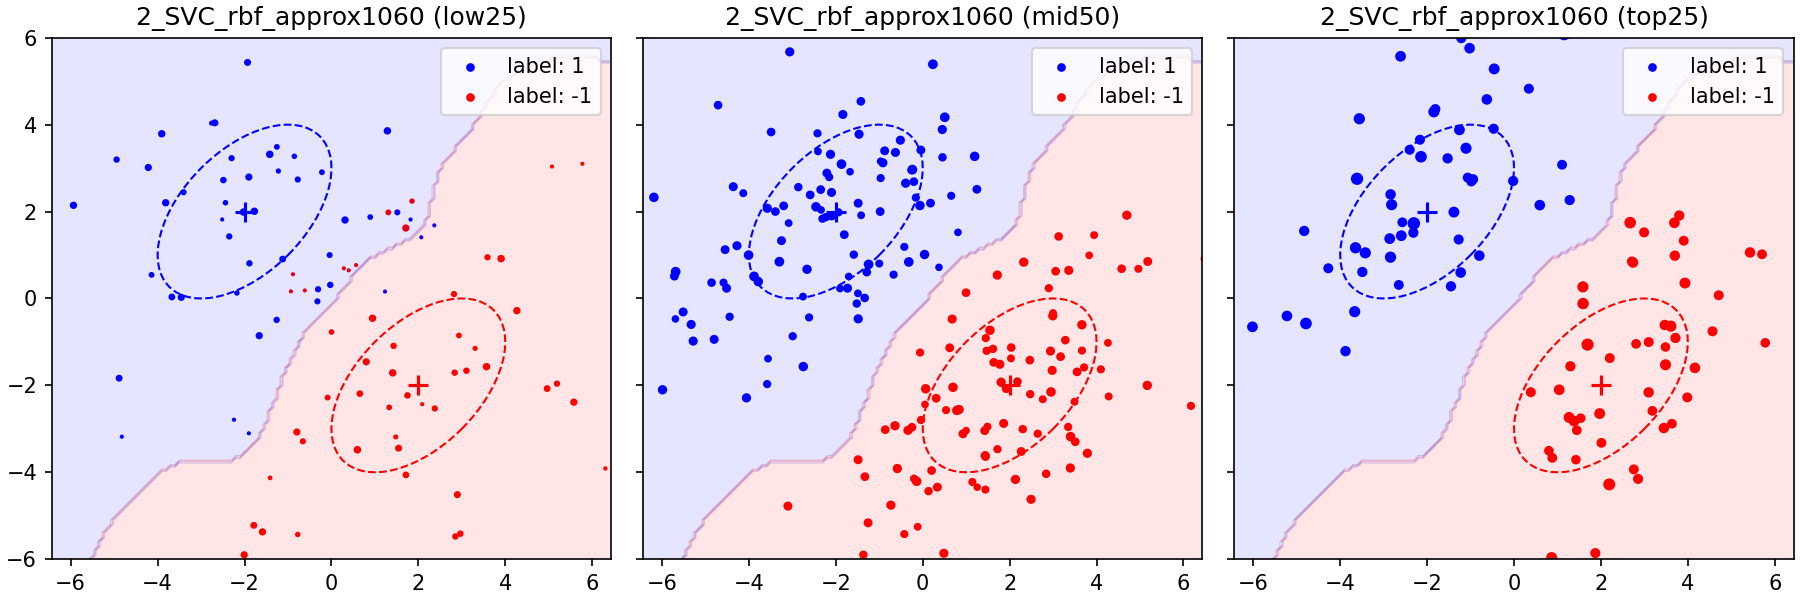 2_SVC_rbf_approx1060 (low25)
2_SVC_rbf_approx1060 (mid50)
2_SVC_rbf_approx1060 (top25)
label: 1
label: -1
label: 1
label: -1
label: 1
label: -1
6
4
2
0
−2
−4
−6
−6 −4 −2 0 2 4 6
−6 −4 −2 0 2 4 6
−6 −4 −2 0 2 4 6